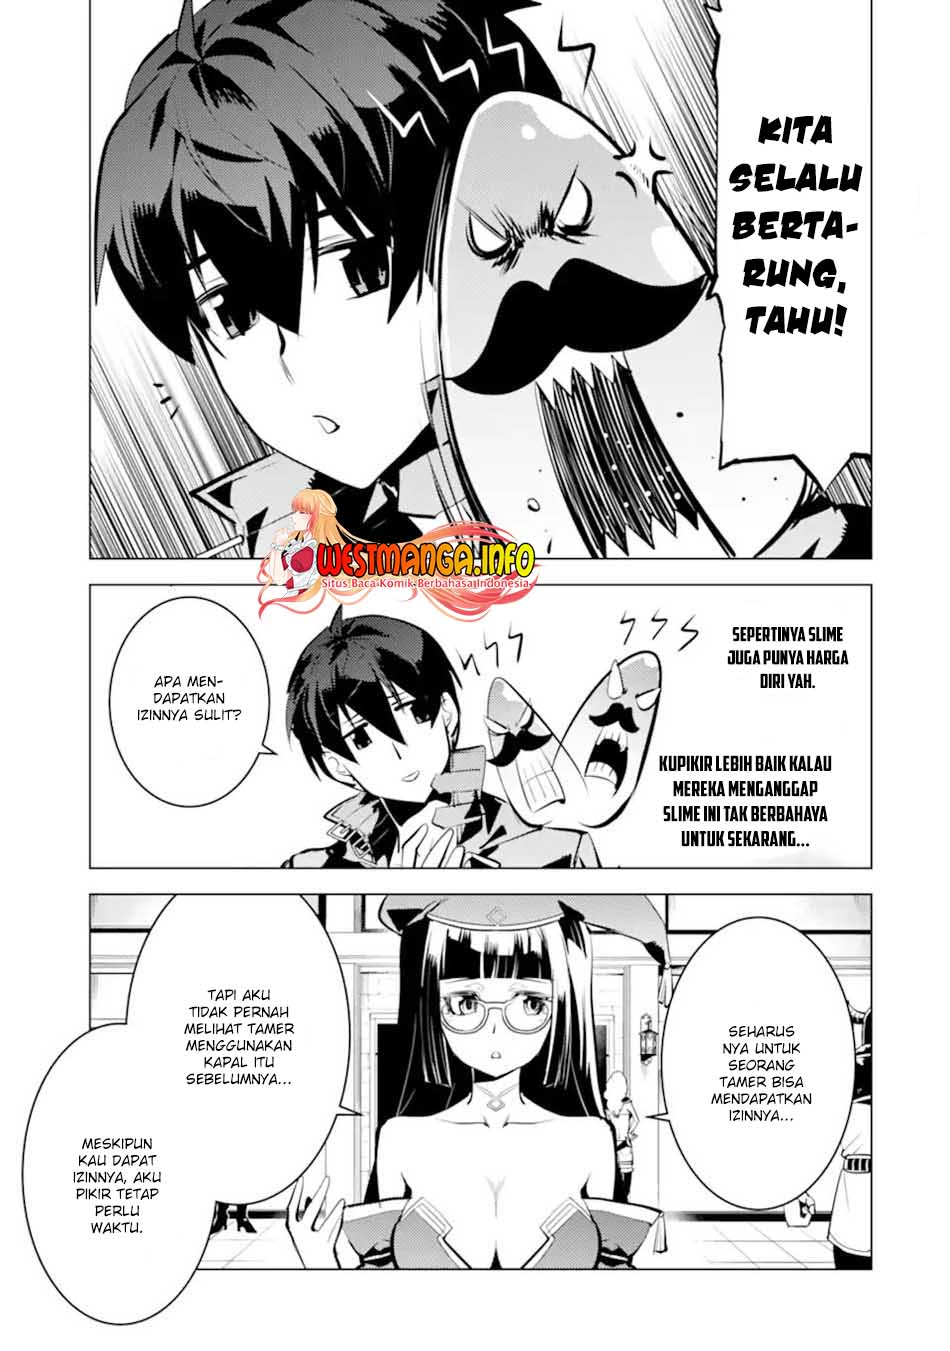 KITA
SELALU
BERTA-
RUNG,
TAHU!
WESTMANGA.INFO
Situs Baca Komik Berbahasa Indonesia
SEPERTINYA SLIME
JUGA PUNYA HARGA
DIRI YAH.
KUPIKIR LEBIH BAIK KALAU
MEREKA MENGANGGAP
SLIME INI TAK BERBAHAYA
UNTUK SEKARANG...
APA MEN-
DAPATKAN
IZINNYA SULIT?
SEHARUS
NYA UNTUK
SEORANG
TAMER BISA
MENDAPATKAN
IZINNYA...
TAPI AKU
TIDAK PERNAH
MELIHAT TAMER
MENGGUNAKAN
KAPAL ITU
SEBELUMNYA...
MESKIPUN
KAU DAPAT
IZINNYA, AKU
PIKIR TETAP
PERLU
WAKTU.